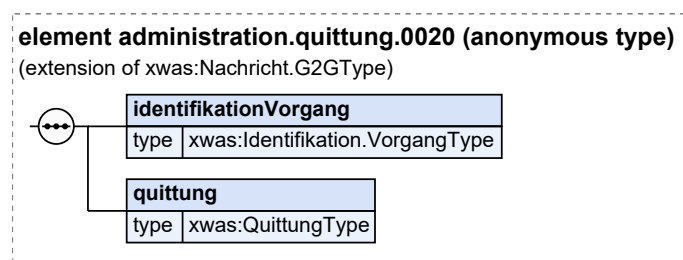 element administration.quittung.0020 (anonymous type)
(extension of xwas:Nachricht.G2GType)
identifikationVorgang
type xwas:Identifikation.VorgangType
quittung
type xwas:QuittungType